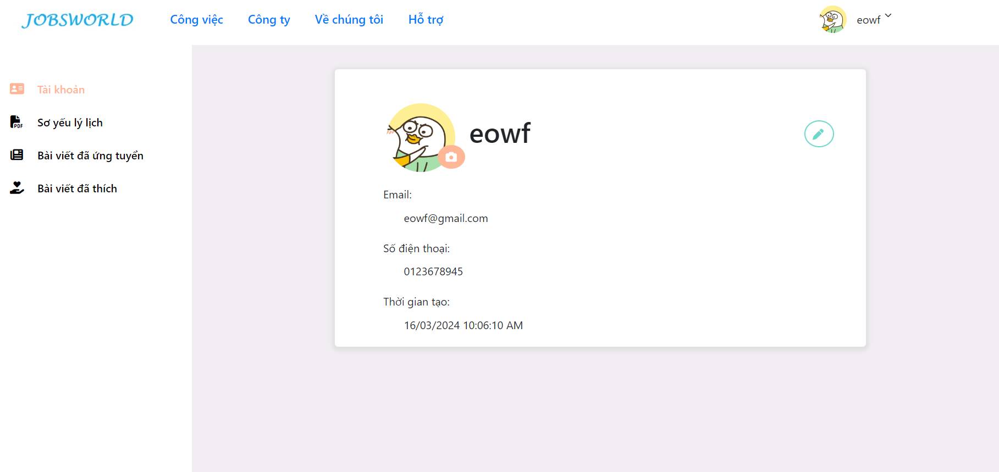 JOBSWORLD
Công việc
Công ty
Về chúng tôi
Hỗ trợ
eowf
Tài khoản
PDF
Sơ yếu lý lịch
Bài viết đã ứng tuyển
Bài viết đã thích
eowf
Email:
eowf@gmail.com
Số điện thoại:
0123678945
Thời gian tạo:
16/03/2024 10:06:10 AM